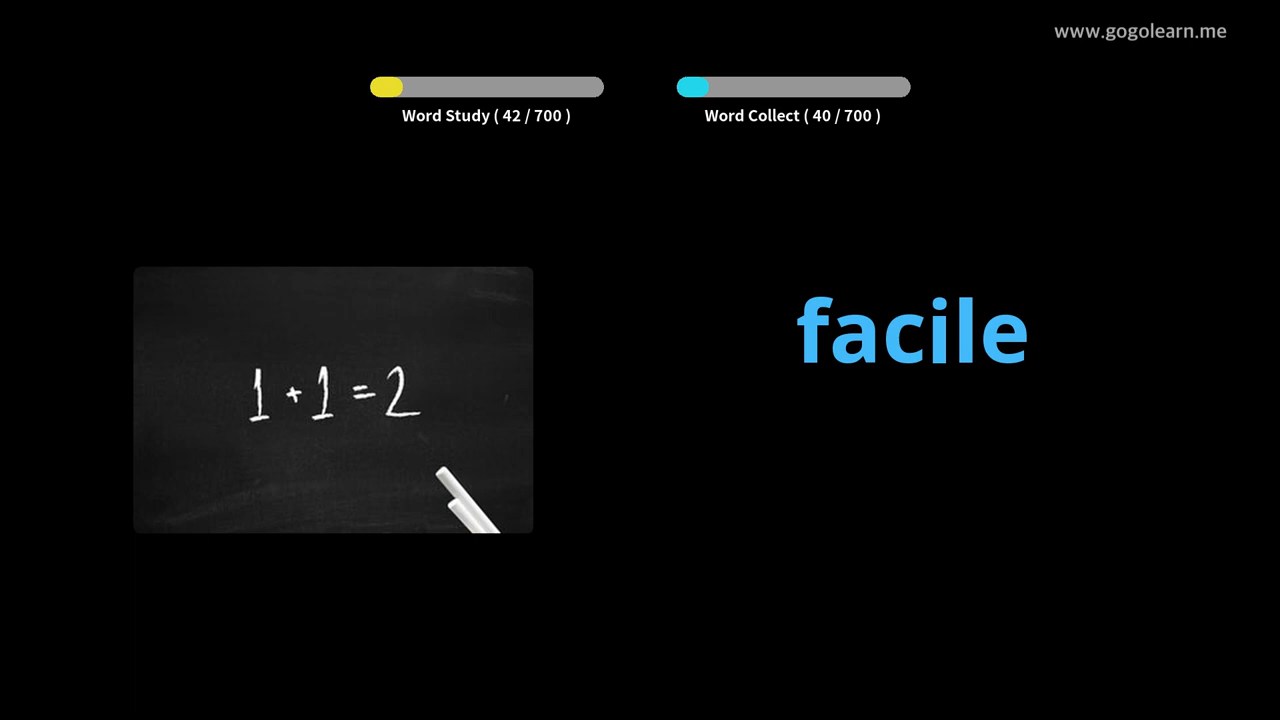 www.gogolearn.me
Word Study ( 42 / 700 )
Word Collect ( 40 / 700 )
facile
1 + 1 = 2